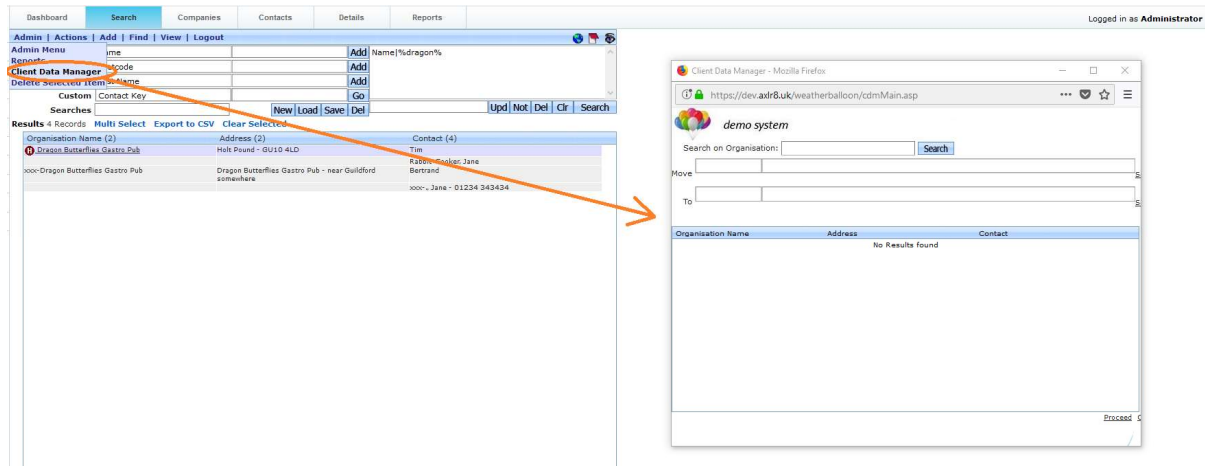 Dashboard Search Companies Contacts Details Reports
Logged in as Administrator
Admin | Actions | Add | Find | View | Logout
Admin Menu
Reports
Client Data Manager
Delete Selected Item
Add Name|%dragon%
Add
Add
Custom Contact Key Go
Searches New Load Save Del Upd Not Del Clr Search
Results 4 Records Multi Select Export to CSV Clear Selected
Organisation Name (2) Address (2) Contact (4)
H Dragon Butterflies Gastro Pub Holt Pound - GU10 4LD Tim
Rabbie-Cooker, Jane
xxx-Dragon Butterflies Gastro Pub Dragon Butterflies Gastro Pub - near Guildford Bertrand
somewhere
xxx-, Jane - 01234 343434
Client Data Manager - Mozilla Firefox
https://dev.axlr8.uk/weatherballoon/cdmMain.asp
demo system
Search on Organisation: Search
Move
To
Organisation Name Address Contact
No Results found
Proceed